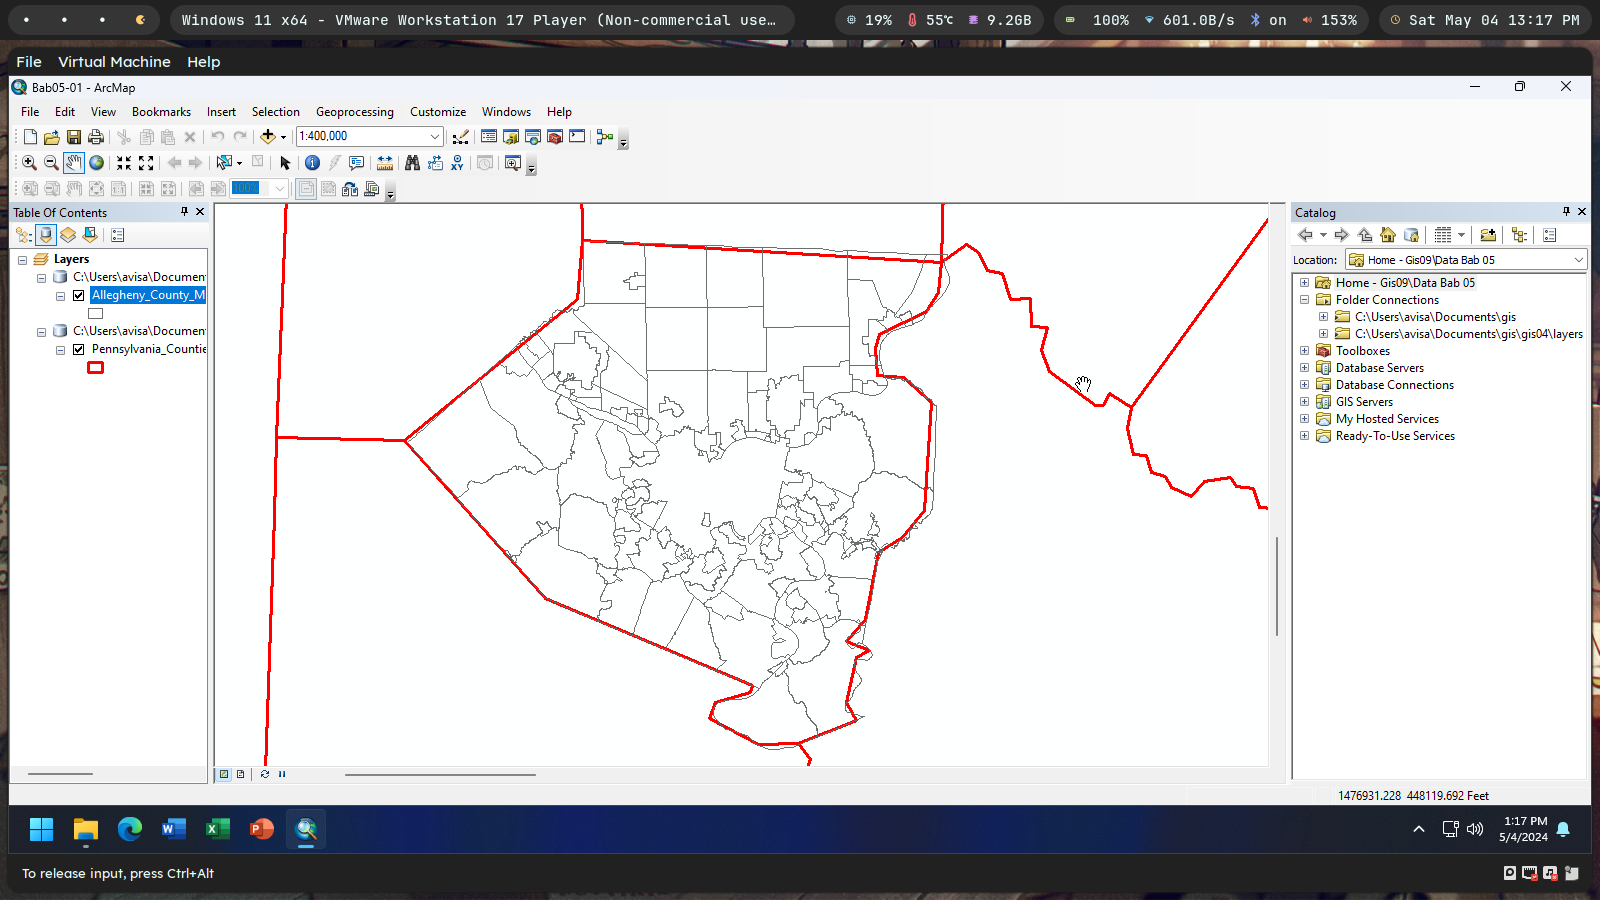 Windows 11 x64 - VMware Workstation 17 Player (Non-commercial use…
19%
55℃
9.2GB
100%
601.0B/s
on
153%
Sat May 04 13:17 PM
File Virtual Machine Help
Bab05-01 - ArcMap
File Edit View Bookmarks Insert Selection Geoprocessing Customize Windows Help
1:400,000
100%
Table Of Contents
Layers
C:\Users\avisa\Documen
Allegheny_County_M
C:\Users\avisa\Documen
Pennsylvania_Countie
Catalog
Location: Home - Gis09\Data Bab 05
Home - Gis09\Data Bab 05
Folder Connections
C:\Users\avisa\Documents\gis
C:\Users\avisa\Documents\gis\gis04\layers
Toolboxes
Database Servers
Database Connections
GIS Servers
My Hosted Services
Ready-To-Use Services
1476931.228 448119.692 Feet
1:17 PM
5/4/2024
To release input, press Ctrl+Alt